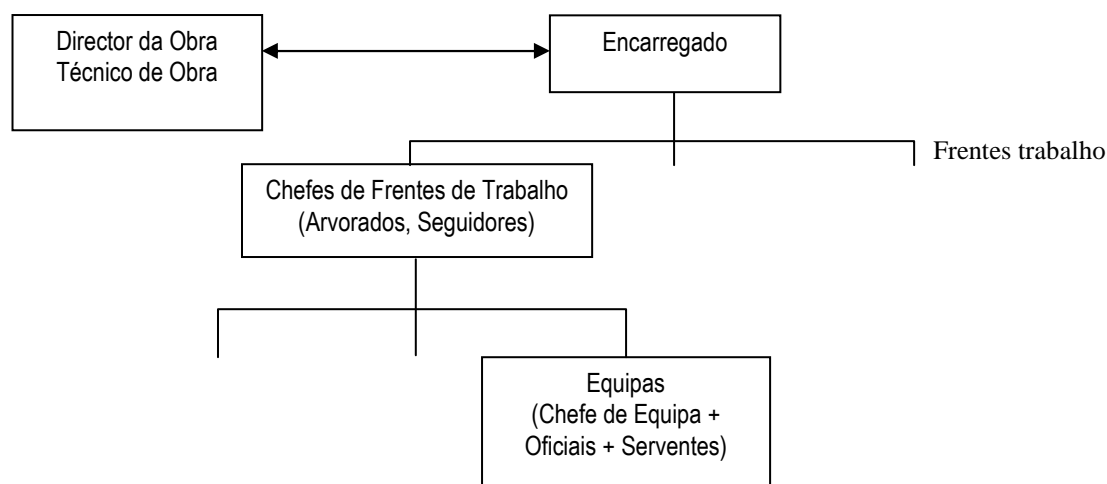 Director da Obra
Técnico de Obra
Encarregado
Frentes trabalho
Chefes de Frentes de Trabalho
(Arvorados, Seguidores)
Equipas
(Chefe de Equipa +
Oficiais + Serventes)